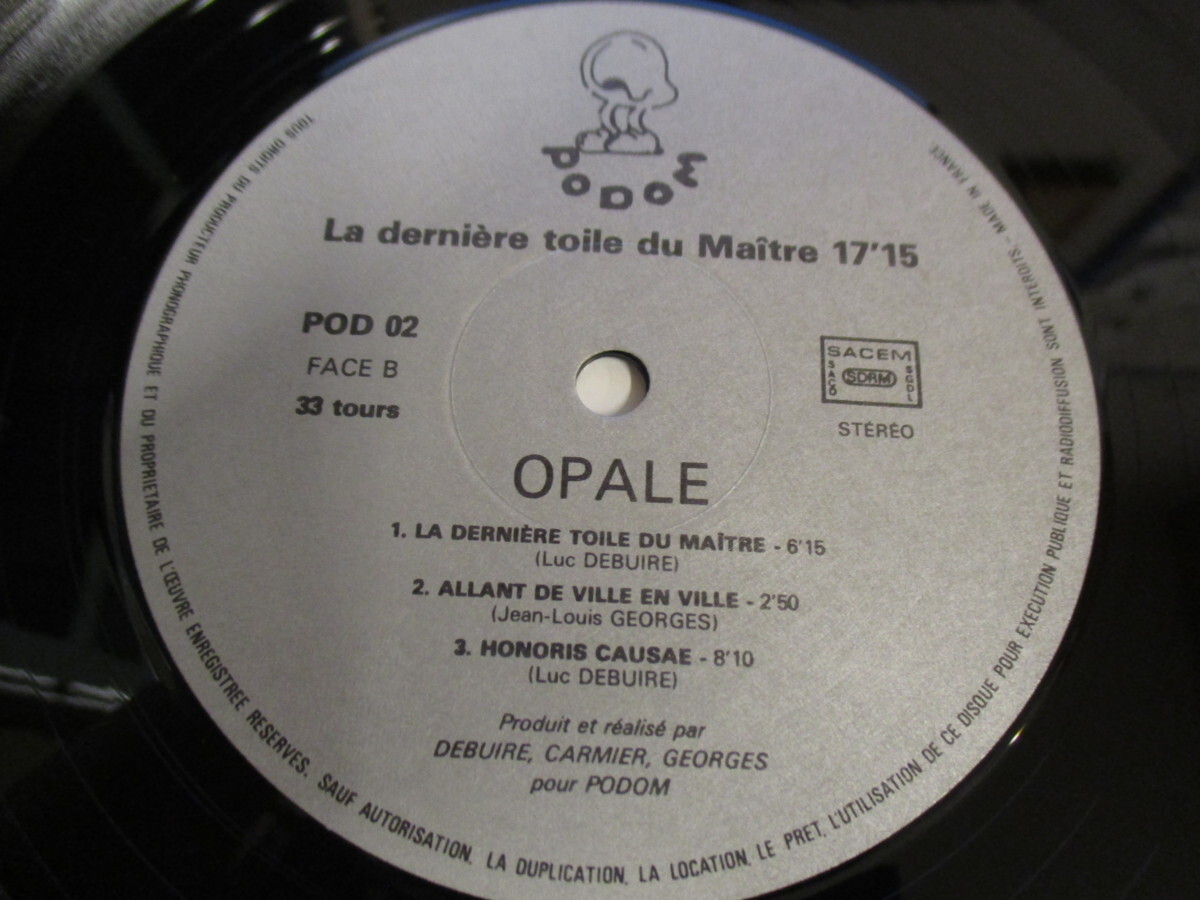 PODOM
La dernière toile du Maître 17'15
POD 02
FACE B
33 tours
SACEM
SACD
SDRM
SGDL
STÉRÉO
OPALE
1. LA DERNIÈRE TOILE DU MAÎTRE - 6'15
(Luc DEBUIRE)
2. ALLANT DE VILLE EN VILLE - 2'50
(Jean-Louis GEORGES)
3. HONORIS CAUSAE - 8'10
(Luc DEBUIRE)
Produit et réalisé par
DEBUIRE, CARMIER, GEORGES
pour PODOM
TOUS DROITS DU PRODUCTEUR PHONOGRAPHIQUE ET DU PROPRIETAIRE DE L'ŒUVRE ENREGISTREE RESERVES. SAUF AUTORISATION, LA DUPLICATION, LA LOCATION, LE PRET, L'UTILISATION DE CE DISQUE POUR EXECUTION PUBLIQUE ET RADIODIFFUSION SONT INTERDITS. - MADE IN FRANCE